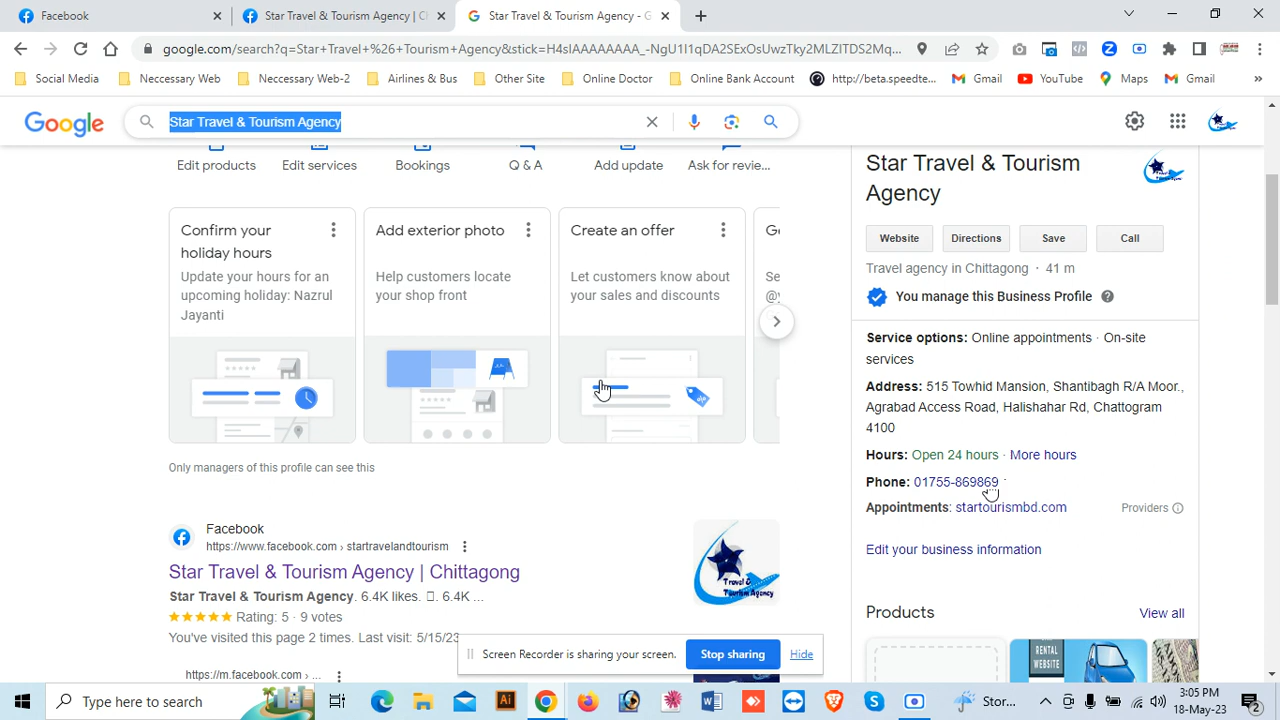 Facebook
Star Travel & Tourism Agency | C
Star Travel & Tourism Agency - G
google.com/search?q=Star+Travel+%26+Tourism+Agency&stick=H4sIAAAAAAAA_-NgU1I1qDA2SExOsUwzTky2MLZITDS2Mq...
Social Media
Neccessary Web
Neccessary Web-2
Airlines & Bus
Other Site
Online Doctor
Online Bank Account
http://beta.speedte...
Gmail
YouTube
Maps
Gmail
»
Google
Star Travel & Tourism Agency
Edit products
Edit services
Bookings
Q & A
Add update
Ask for revie...
Confirm your
holiday hours
Update your hours for an
upcoming holiday: Nazrul
Jayanti
Add exterior photo
Help customers locate
your shop front
Create an offer
Let customers know about
your sales and discounts
Only managers of this profile can see this
Facebook
https://www.facebook.com › startravelandtourism
Star Travel & Tourism Agency | Chittagong
Star Travel & Tourism Agency. 6.4K likes. 6.4K ...
Rating: 5 · 9 votes
You've visited this page 2 times. Last visit: 5/15/23
https://m.facebook.com › ...
Travel &
Tourism Agency
Star Travel & Tourism
Agency
Website
Directions
Save
Call
Travel agency in Chittagong · 41 m
You manage this Business Profile
Service options: Online appointments · On-site
services
Address: 515 Towhid Mansion, Shantibagh R/A Moor.,
Agrabad Access Road, Halishahar Rd, Chattogram
4100
Hours: Open 24 hours · More hours
Phone: 01755-869869
Appointments: startourismbd.com
Providers
Edit your business information
Products
View all
RENTAL
WEBSITE
Screen Recorder is sharing your screen.
Stop sharing
Hide
Type here to search
Stor...
3:05 PM
18-May-23
2